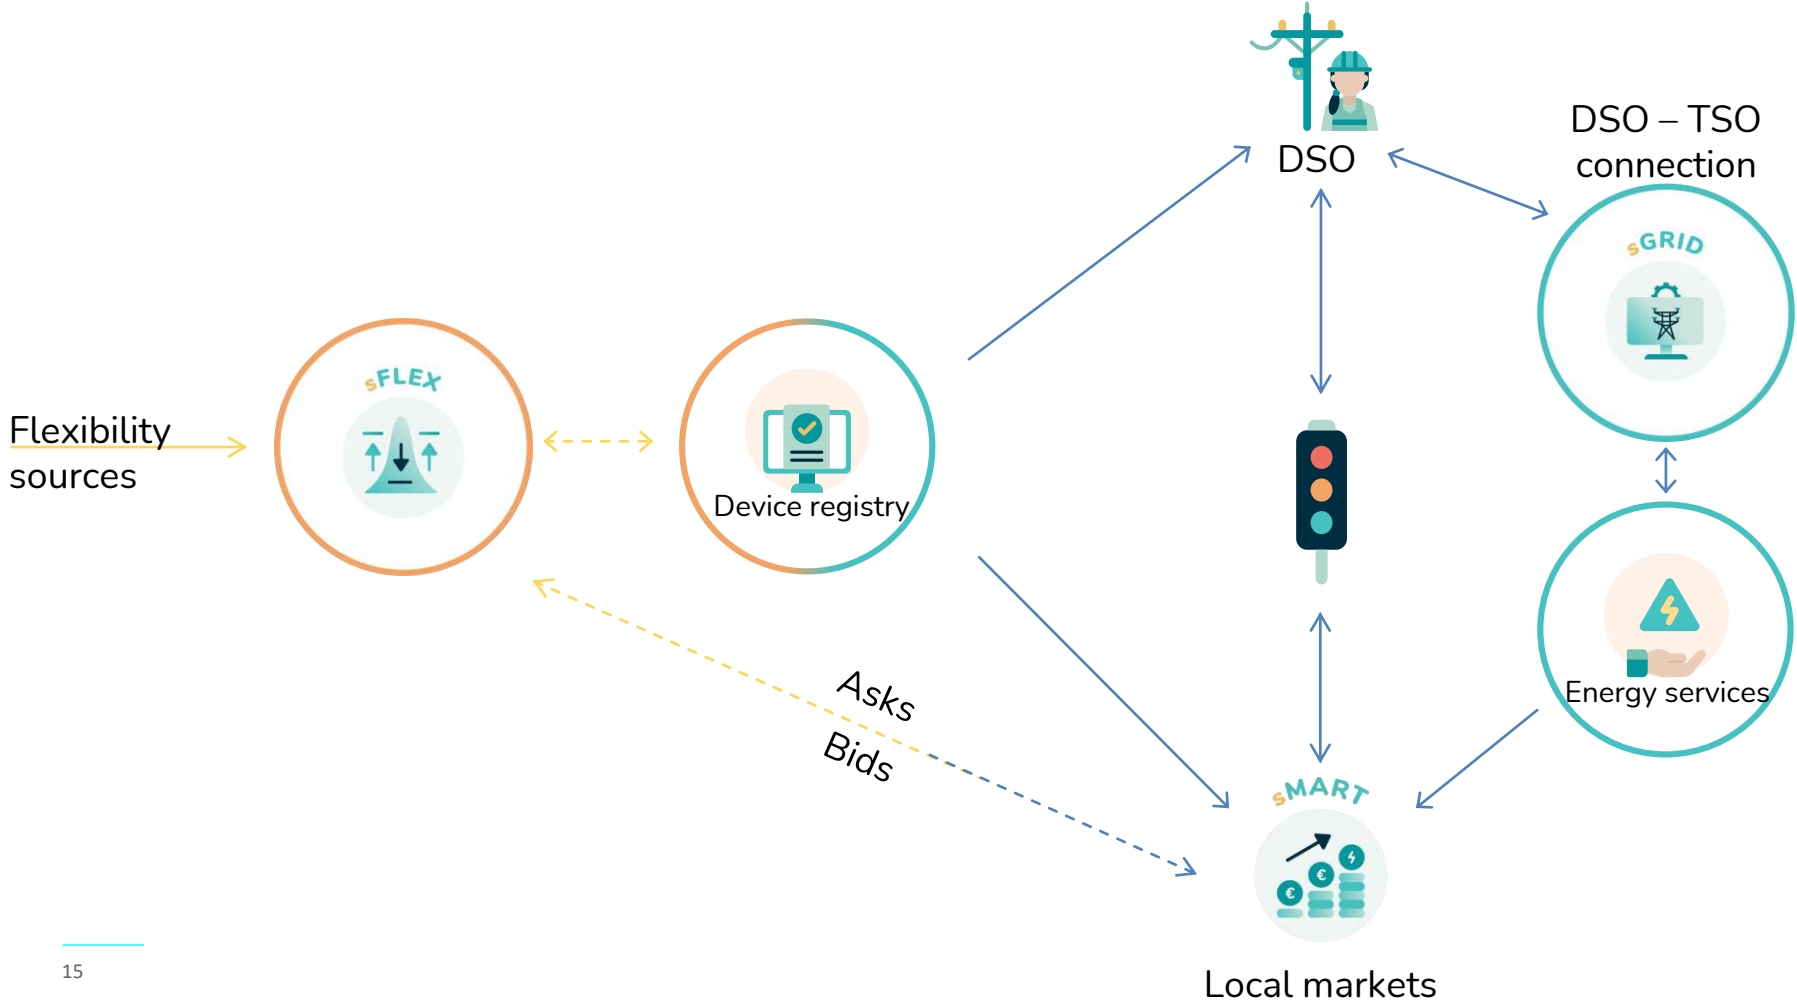 DSO
DSO – TSO
connection
sGRID
sFLEX
Flexibility
sources
Device registry
Asks
Bids
Energy services
sMART
€
€
Local markets
15